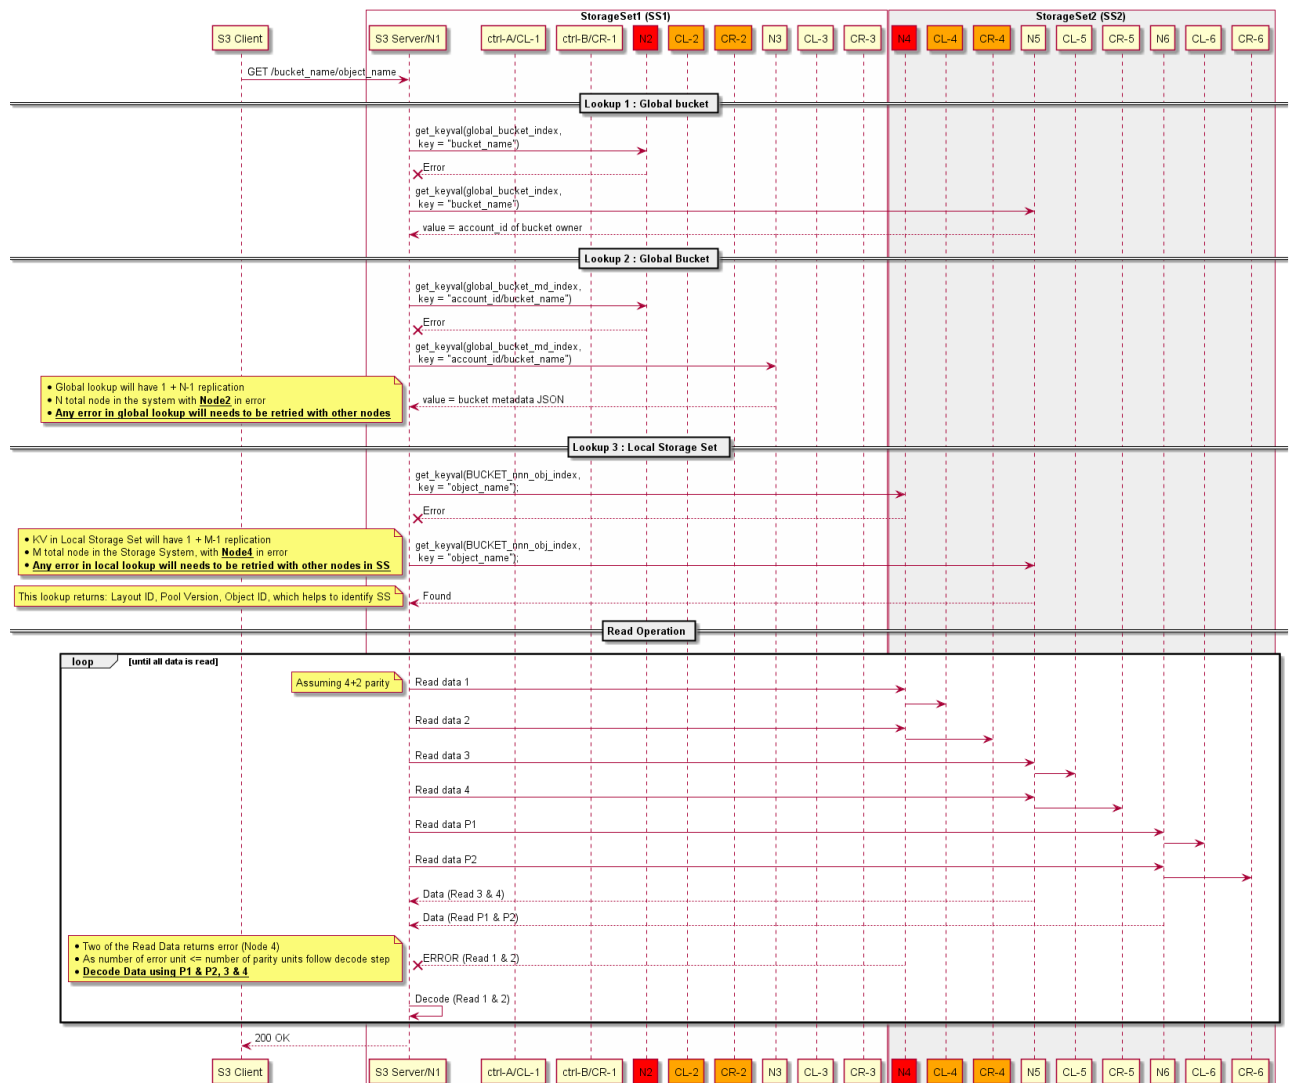 StorageSet1 (SS1)
StorageSet2 (SS2)
S3 Client
S3 Server/N1
ctrl-A/CL-1
ctrl-B/CR-1
N2
CL-2
CR-2
N3
CL-3
CR-3
N4
CL-4
CR-4
N5
CL-5
CR-5
N6
CL-6
CR-6
GET /bucket_name/object_name
Lookup 1 : Global bucket
get_keyval(global_bucket_index,
key = "bucket_name")
Error
get_keyval(global_bucket_index,
key = "bucket_name")
value = account_id of bucket owner
Lookup 2 : Global Bucket
get_keyval(global_bucket_md_index,
key = "account_id/bucket_name")
Error
get_keyval(global_bucket_md_index,
key = "account_id/bucket_name")
• Global lookup will have 1 + N-1 replication
• N total node in the system with Node2 in error
• Any error in global lookup will needs to be retried with other nodes
value = bucket metadata JSON
Lookup 3 : Local Storage Set
get_keyval(BUCKET_nnn_obj_index,
key = "object_name");
Error
• KV in Local Storage Set will have 1 + M-1 replication
• M total node in the Storage System, with Node4 in error
• Any error in local lookup will needs to be retried with other nodes in SS
get_keyval(BUCKET_nnn_obj_index,
key = "object_name");
This lookup returns: Layout ID, Pool Version, Object ID, which helps to identify SS
Found
Read Operation
loop
[until all data is read]
Assuming 4+2 parity
Read data 1
Read data 2
Read data 3
Read data 4
Read data P1
Read data P2
Data (Read 3 & 4)
Data (Read P1 & P2)
• Two of the Read Data returns error (Node 4)
• As number of error unit <= number of parity units follow decode step
• Decode Data using P1 & P2, 3 & 4
ERROR (Read 1 & 2)
Decode (Read 1 & 2)
200 OK
S3 Client
S3 Server/N1
ctrl-A/CL-1
ctrl-B/CR-1
N2
CL-2
CR-2
N3
CL-3
CR-3
N4
CL-4
CR-4
N5
CL-5
CR-5
N6
CL-6
CR-6